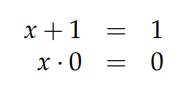 x + 1 = 1
x · 0 = 0